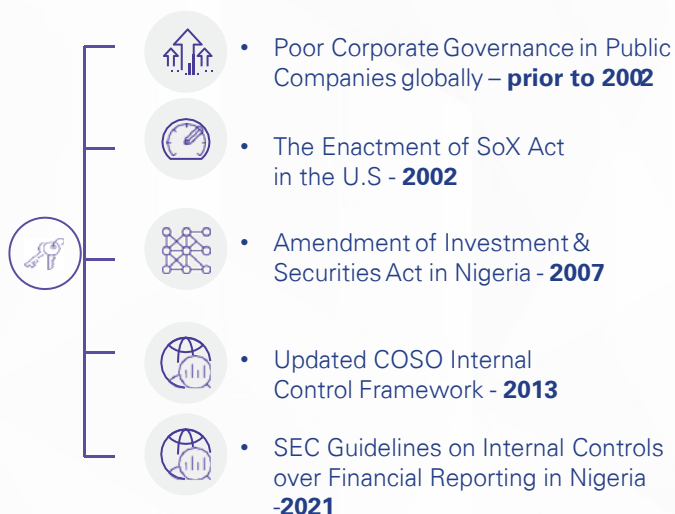 • Poor Corporate Governance in Public
Companies globally – prior to 2002
• The Enactment of SoX Act
in the U.S - 2002
• Amendment of Investment &
Securities Act in Nigeria - 2007
• Updated COSO Internal
Control Framework - 2013
• SEC Guidelines on Internal Controls
over Financial Reporting in Nigeria
-2021